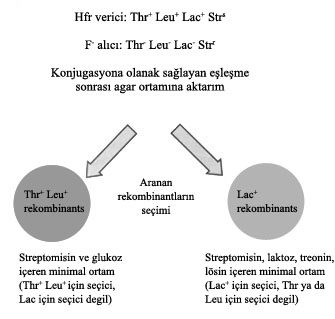 Hfr verici: Thr⁺ Leu⁺ Lac⁺ Strˢ
F⁻ alıcı: Thr⁻ Leu⁻ Lac⁻ Strʳ
Konjugasyona olanak sağlayan eşleşme
sonrası agar ortamına aktarım
Thr⁺ Leu⁺
rekombinants
Aranan
rekombinantların
seçimi
Lac⁺
rekombinants
Streptomisin ve glukoz
içeren minimal ortam
(Thr⁺ Leu⁺ için seçici,
Lac için seçici degil)
Streptomisin, laktoz, treonin,
lösin içeren minimal ortam
(Lac⁺ için seçici, Thr ya da
Leu için seçici degil)